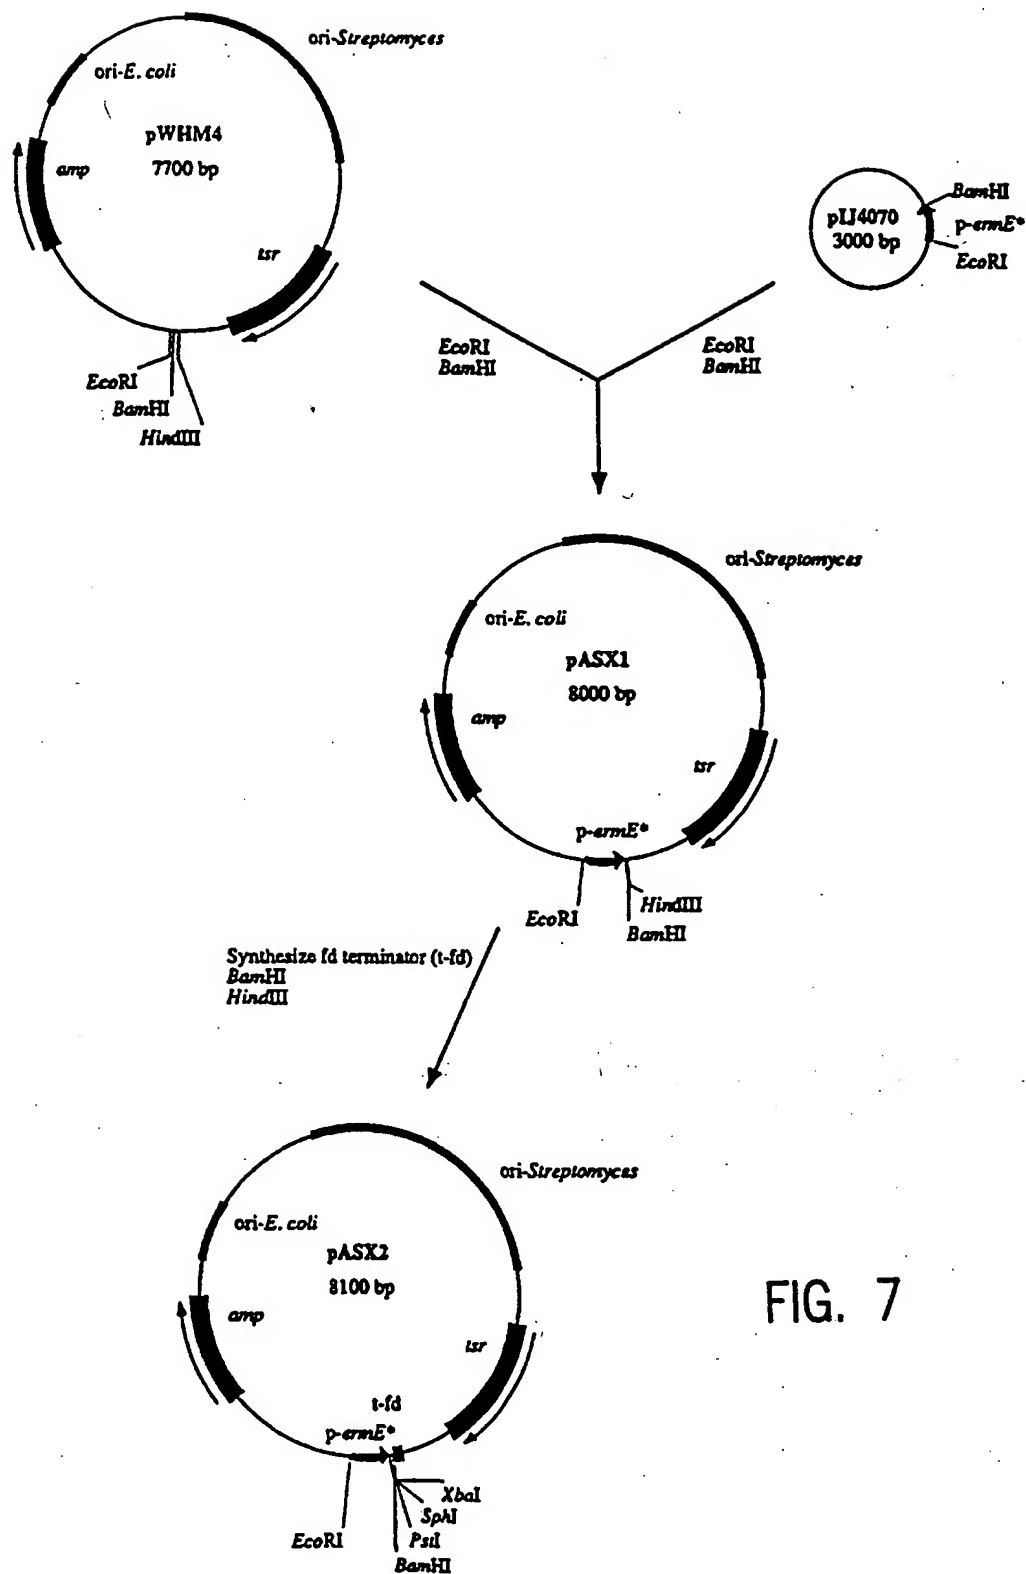 ori-Streptomyces
ori-E. coli
pWHM4
7700 bp
amp
tsr
EcoRI
BamHI
HindIII
pIJ4070
3000 bp
BamHI
p-ermE*
EcoRI
EcoRI
BamHI
EcoRI
BamHI
ori-Streptomyces
ori-E. coli
pASX1
8000 bp
amp
tsr
p-ermE*
EcoRI
HindIII
BamHI
Synthesize fd terminator (t-fd)
BamHI
HindIII
ori-Streptomyces
ori-E. coli
pASX2
8100 bp
amp
tsr
t-fd
p-ermE*
XbaI
SphI
PstI
EcoRI
BamHI
FIG. 7